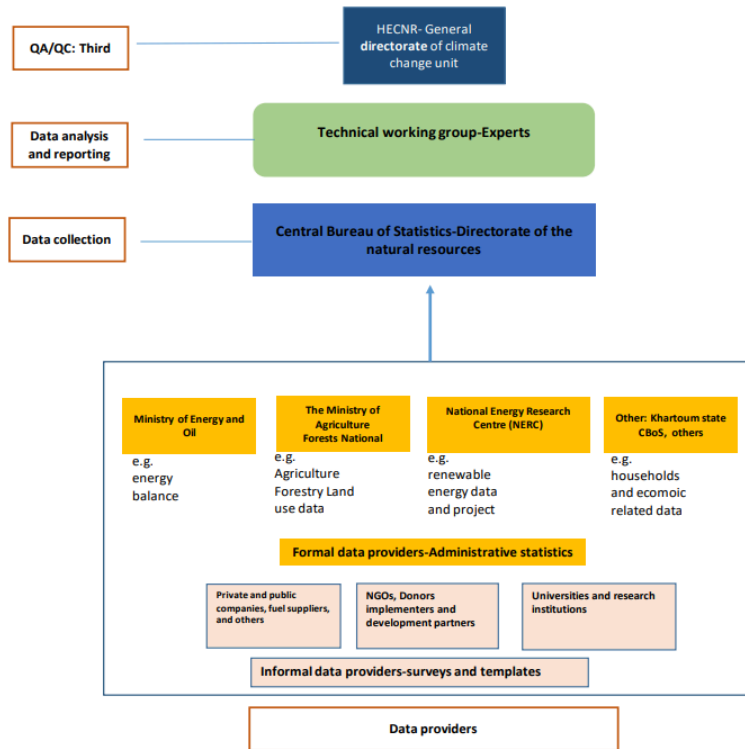 HECNR- General
directorate of climate
change unit
QA/QC: Third
Technical working group-Experts
Data analysis
and reporting
Central Bureau of Statistics-Directorate of the
natural resources
Data collection
Ministry of Energy and
Oil
e.g.
energy
balance
The Ministry of
Agriculture
Forests National
e.g.
Agriculture
Forestry Land
use data
National Energy Research
Centre (NERC)
e.g.
renewable
energy data
and project
Other: Khartoum state
CBoS, others
e.g.
households
and ecomoic
related data
Formal data providers-Administrative statistics
Private and public
companies, fuel suppliers,
and others
NGOs, Donors
implementers and
development partners
Universities and research
institutions
Informal data providers-surveys and templates
Data providers